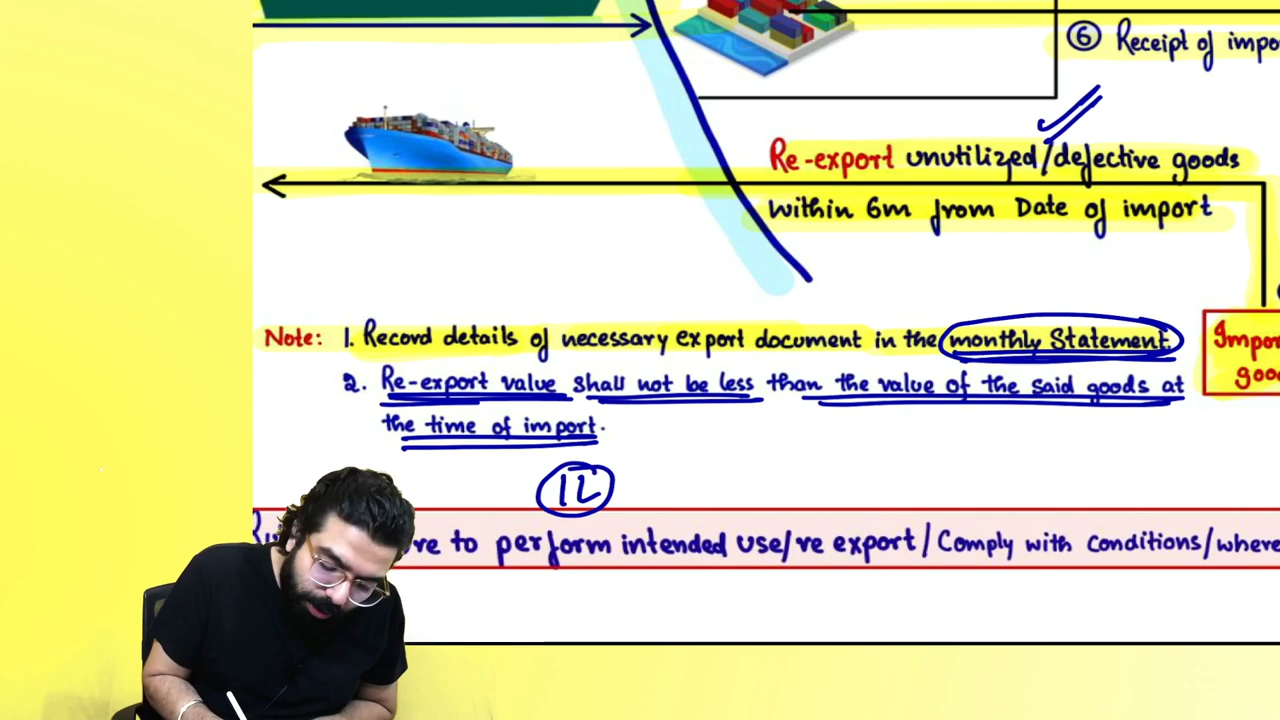 ⑥ Receipt of impo
Re-export unutilized/defective goods
within 6m from Date of import
Note: 1. Record details of necessary export document in the monthly Statement.
2. Re-export value shall not be less than the value of the said goods at
the time of import.
Impor
goo
12
re to perform intended use/re export/Comply with conditions/where